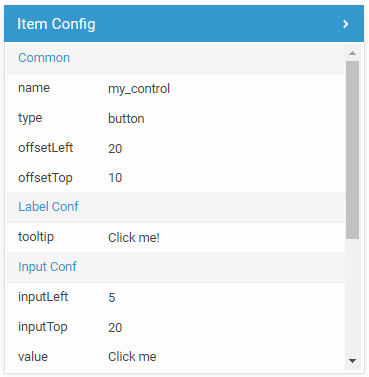 Item Config
Common
name my_control
type button
offsetLeft 20
offsetTop 10
Label Conf
tooltip Click me!
Input Conf
inputLeft 5
inputTop 20
value Click me